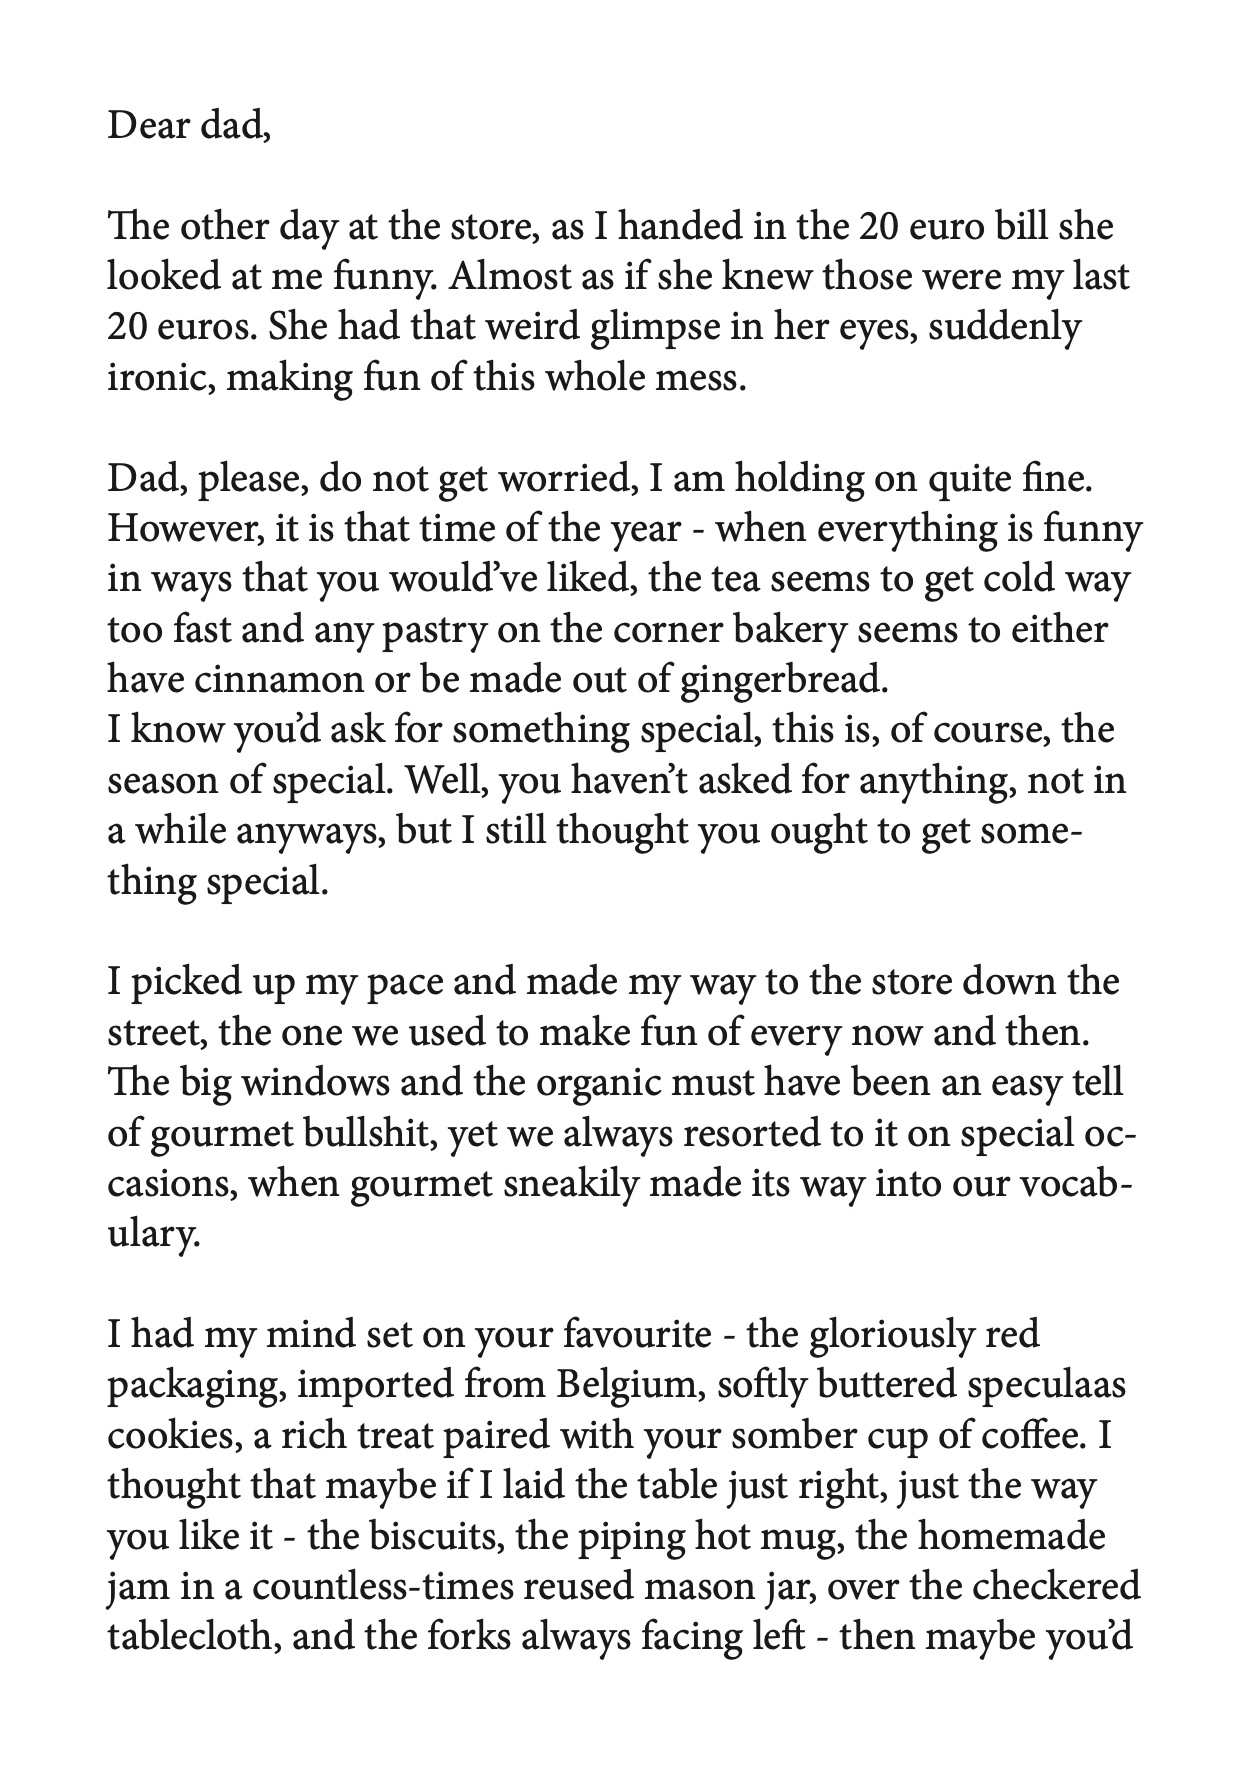 Dear dad,
The other day at the store, as I handed in the 20 euro bill she
looked at me funny. Almost as if she knew those were my last
20 euros. She had that weird glimpse in her eyes, suddenly
ironic, making fun of this whole mess.
Dad, please, do not get worried, I am holding on quite fine.
However, it is that time of the year - when everything is funny
in ways that you would’ve liked, the tea seems to get cold way
too fast and any pastry on the corner bakery seems to either
have cinnamon or be made out of gingerbread.
I know you’d ask for something special, this is, of course, the
season of special. Well, you haven’t asked for anything, not in
a while anyways, but I still thought you ought to get some-
thing special.
I picked up my pace and made my way to the store down the
street, the one we used to make fun of every now and then.
The big windows and the organic must have been an easy tell
of gourmet bullshit, yet we always resorted to it on special oc-
casions, when gourmet sneakily made its way into our vocab-
ulary.
I had my mind set on your favourite - the gloriously red
packaging, imported from Belgium, softly buttered speculaas
cookies, a rich treat paired with your somber cup of coffee. I
thought that maybe if I laid the table just right, just the way
you like it - the biscuits, the piping hot mug, the homemade
jam in a countless-times reused mason jar, over the checkered
tablecloth, and the forks always facing left - then maybe you’d